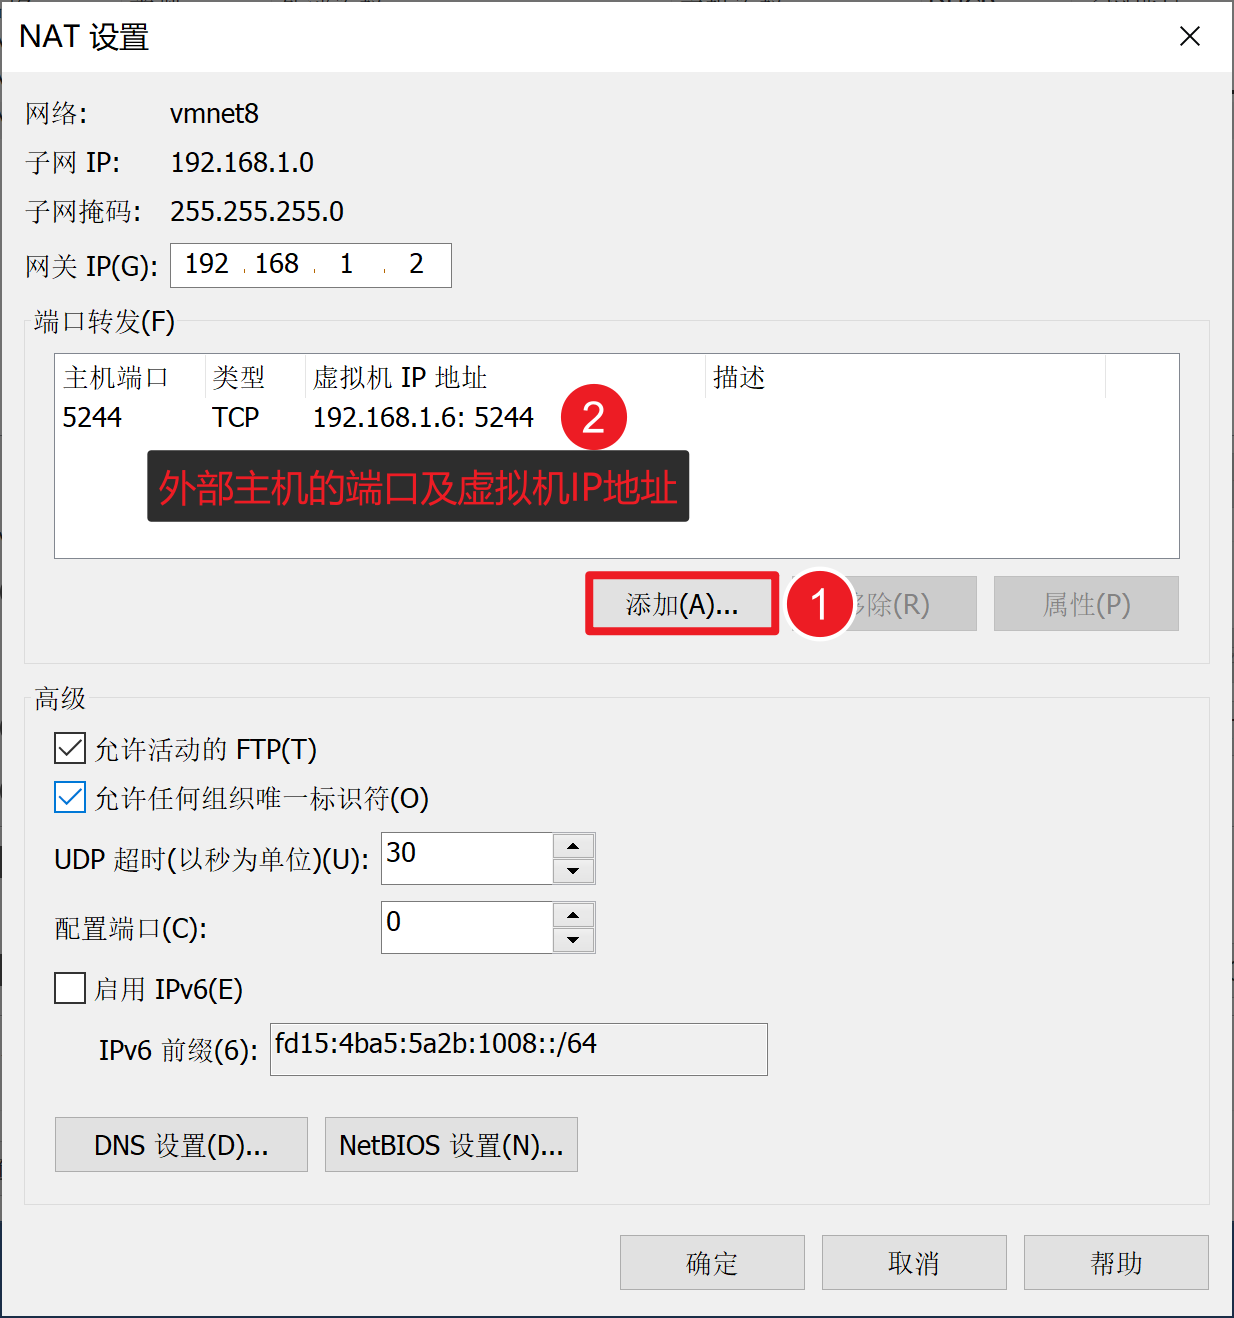 NAT 设置
网络: vmnet8
子网 IP: 192.168.1.0
子网掩码: 255.255.255.0
网关 IP(G): 192 . 168 . 1 . 2
端口转发(F)
主机端口 类型 虚拟机 IP 地址 描述
5244 TCP 192.168.1.6: 5244 2
外部主机的端口及虚拟机IP地址
添加(A)... 1 移除(R) 属性(P)
高级
允许活动的 FTP(T)
允许任何组织唯一标识符(O)
UDP 超时(以秒为单位)(U): 30
配置端口(C): 0
启用 IPv6(E)
IPv6 前缀(6): fd15:4ba5:5a2b:1008::/64
DNS 设置(D)... NetBIOS 设置(N)...
确定 取消 帮助